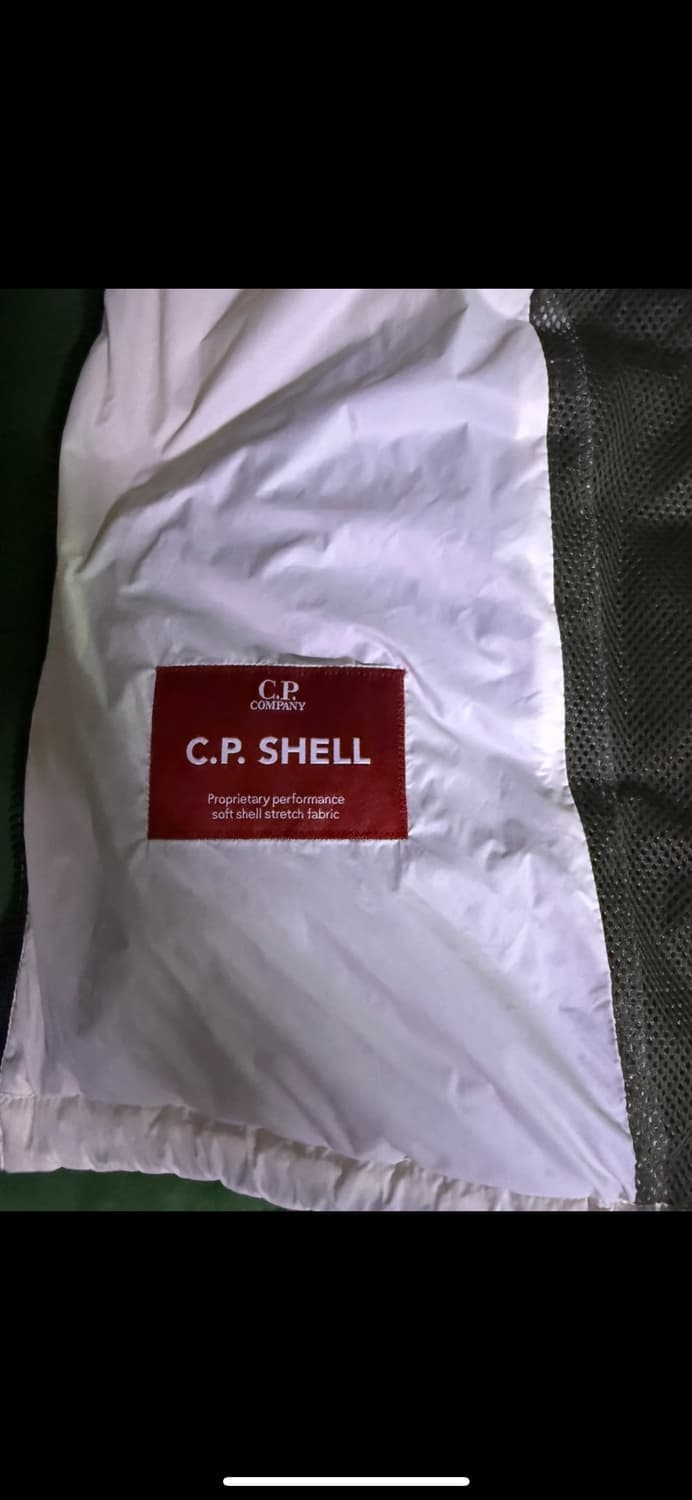 C.P.
COMPANY
C.P. SHELL
Proprietary performance
soft shell stretch fabric